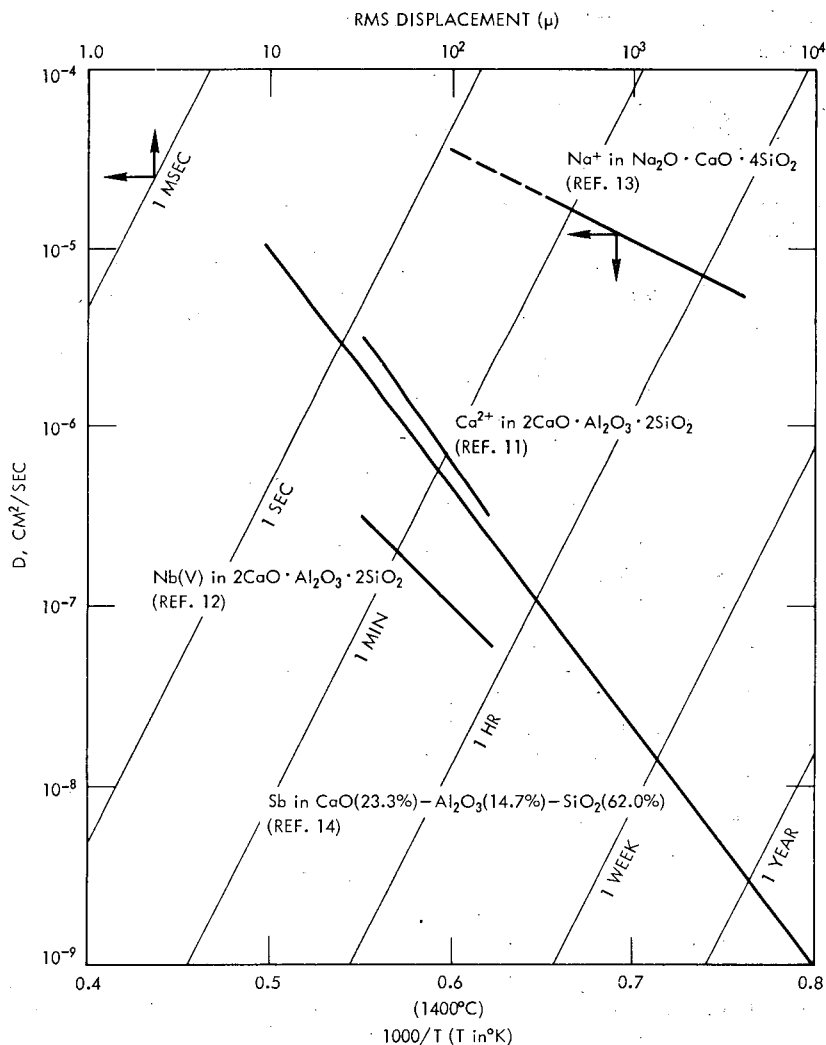 RMS DISPLACEMENT (μ)
1.0 10 10² 10³ 10⁴
10⁻⁴
1 MSEC
Na⁺ in Na₂O · CaO · 4SiO₂
(REF. 13)
10⁻⁵
10⁻⁶
Ca²⁺ in 2CaO · Al₂O₃ · 2SiO₂
(REF. 11)
1 SEC
D, CM²/SEC
Nb(V) in 2CaO · Al₂O₃ · 2SiO₂
(REF. 12)
10⁻⁷
1 MIN
1 HR
10⁻⁸
Sb in CaO(23.3%)–Al₂O₃(14.7%)–SiO₂(62.0%)
(REF. 14)
1 WEEK
1 YEAR
10⁻⁹
0.4 0.5 0.6 0.7 0.8
(1400°C)
1000/T (T in°K)